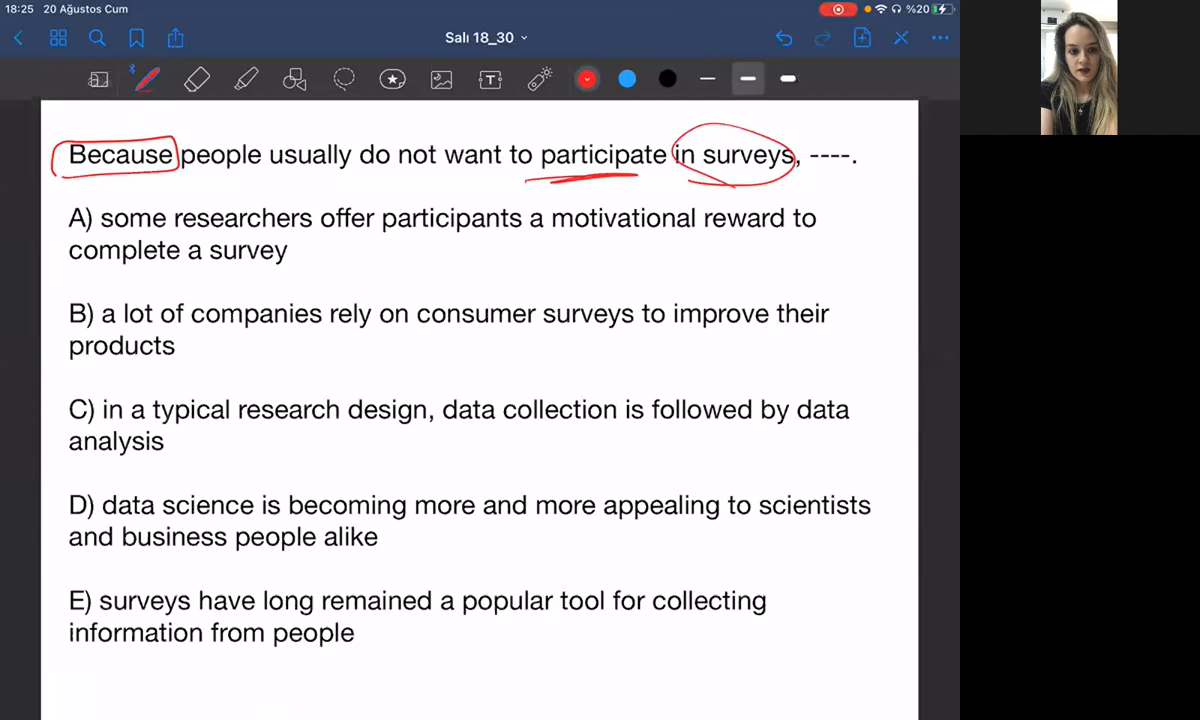 18:25 20 Ağustos Cum
%20
Salı 18_30
Because people usually do not want to participate in surveys, ----.
A) some researchers offer participants a motivational reward to
complete a survey
B) a lot of companies rely on consumer surveys to improve their
products
C) in a typical research design, data collection is followed by data
analysis
D) data science is becoming more and more appealing to scientists
and business people alike
E) surveys have long remained a popular tool for collecting
information from people